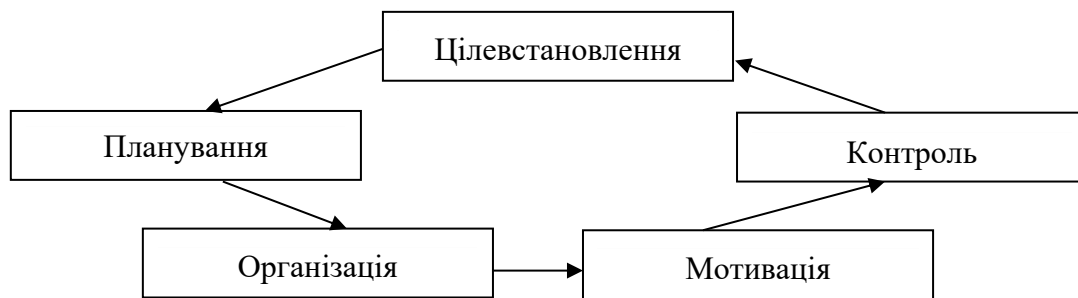 Цілевстановлення
Планування
Контроль
Організація
Мотивація